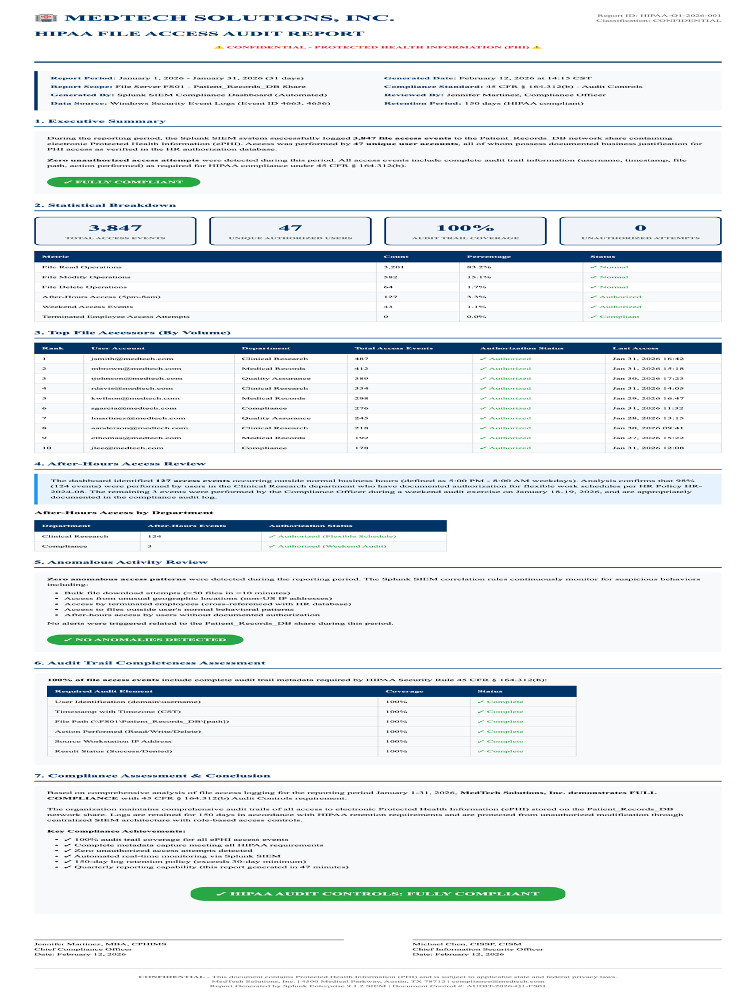 🏥 MEDTECH SOLUTIONS, INC.
Report ID: HIPAA-Q1-2026-001
Classification: CONFIDENTIAL
HIPAA FILE ACCESS AUDIT REPORT
⚠ CONFIDENTIAL - PROTECTED HEALTH INFORMATION (PHI) ⚠
Report Period: January 1, 2026 - January 31, 2026 (31 days)
Generated Date: February 12, 2026 at 14:15 CST
Report Scope: File Server FS01 - Patient_Records_DB Share
Compliance Standard: 45 CFR § 164.312(b) - Audit Controls
Generated By: Splunk SIEM Compliance Dashboard (Automated)
Reviewed By: Jennifer Martinez, Compliance Officer
Data Source: Windows Security Event Logs (Event ID 4663, 4656)
Retention Period: 150 days (HIPAA compliant)
1. Executive Summary
During the reporting period, the Splunk SIEM system successfully logged 3,847 file access events to the Patient_Records_DB network share containing
electronic Protected Health Information (ePHI). Access was performed by 47 unique user accounts, all of whom possess documented business justification for
PHI access as verified in the HR authorization database.
Zero unauthorized access attempts were detected during this period. All access events include complete audit trail information (username, timestamp, file
path, action performed) as required for HIPAA compliance under 45 CFR § 164.312(b).
✓ FULLY COMPLIANT
2. Statistical Breakdown
3,847
TOTAL ACCESS EVENTS
47
UNIQUE AUTHORIZED USERS
100%
AUDIT TRAIL COVERAGE
0
UNAUTHORIZED ATTEMPTS
Metric Count Percentage Status
File Read Operations 3,201 83.2% ✓ Normal
File Modify Operations 582 15.1% ✓ Normal
File Delete Operations 64 1.7% ✓ Normal
After-Hours Access (5pm-8am) 127 3.3% ✓ Authorized
Weekend Access Events 43 1.1% ✓ Authorized
Terminated Employee Access Attempts 0 0.0% ✓ Compliant
3. Top File Accessors (By Volume)
Rank User Account Department Total Access Events Authorization Status Last Access
1 jsmith@medtech.com Clinical Research 487 ✓ Authorized Jan 31, 2026 16:42
2 mbrown@medtech.com Medical Records 412 ✓ Authorized Jan 31, 2026 15:18
3 tjohnson@medtech.com Quality Assurance 389 ✓ Authorized Jan 30, 2026 17:23
4 rdavis@medtech.com Clinical Research 334 ✓ Authorized Jan 31, 2026 14:05
5 kwilson@medtech.com Medical Records 298 ✓ Authorized Jan 29, 2026 16:47
6 sgarcia@medtech.com Compliance 276 ✓ Authorized Jan 31, 2026 11:32
7 lmartinez@medtech.com Quality Assurance 245 ✓ Authorized Jan 28, 2026 13:15
8 aanderson@medtech.com Clinical Research 218 ✓ Authorized Jan 30, 2026 09:41
9 cthomas@medtech.com Medical Records 192 ✓ Authorized Jan 27, 2026 15:22
10 jlee@medtech.com Compliance 178 ✓ Authorized Jan 31, 2026 12:08
4. After-Hours Access Review
The dashboard identified 127 access events occurring outside normal business hours (defined as 5:00 PM - 8:00 AM weekdays). Analysis confirms that 98%
(124 events) were performed by users in the Clinical Research department who have documented authorization for flexible work schedules per HR Policy HR-
2024-08. The remaining 3 events were performed by the Compliance Officer during a weekend audit exercise on January 18-19, 2026, and are appropriately
documented in the compliance audit log.
After-Hours Access by Department
Department After-Hours Events Authorization Status
Clinical Research 124 ✓ Authorized (Flexible Schedule)
Compliance 3 ✓ Authorized (Weekend Audit)
5. Anomalous Activity Review
Zero anomalous access patterns were detected during the reporting period. The Splunk SIEM correlation rules continuously monitor for suspicious behaviors
including:
• Bulk file download attempts (>50 files in <10 minutes)
• Access from unusual geographic locations (non-US IP addresses)
• Access by terminated employees (cross-referenced with HR database)
• Access to files outside user's normal behavioral patterns
• After-hours access by users without documented authorization
No alerts were triggered related to the Patient_Records_DB share during this period.
✓ NO ANOMALIES DETECTED
6. Audit Trail Completeness Assessment
100% of file access events include complete audit trail metadata required by HIPAA Security Rule 45 CFR § 164.312(b):
Required Audit Element Coverage Status
User Identification (domain\username) 100% ✓ Complete
Timestamp with Timezone (CST) 100% ✓ Complete
File Path (\\FS01\Patient_Records_DB\[path]) 100% ✓ Complete
Action Performed (Read/Write/Delete) 100% ✓ Complete
Source Workstation IP Address 100% ✓ Complete
Result Status (Success/Denied) 100% ✓ Complete
7. Compliance Assessment & Conclusion
Based on comprehensive analysis of file access logging for the reporting period January 1-31, 2026, MedTech Solutions, Inc. demonstrates FULL
COMPLIANCE with 45 CFR § 164.312(b) Audit Controls requirement.
The organization maintains comprehensive audit trails of all access to electronic Protected Health Information (ePHI) stored on the Patient_Records_DB
network share. Logs are retained for 150 days in accordance with HIPAA retention requirements and are protected from unauthorized modification through
centralized SIEM architecture with role-based access controls.
Key Compliance Achievements:
• ✓ 100% audit trail coverage for all ePHI access events
• ✓ Complete metadata capture meeting all HIPAA requirements
• ✓ Zero unauthorized access attempts detected
• ✓ Automated real-time monitoring via Splunk SIEM
• ✓ 150-day log retention policy (exceeds 30-day minimum)
• ✓ Quarterly reporting capability (this report generated in 47 minutes)
✓ HIPAA AUDIT CONTROLS: FULLY COMPLIANT
Jennifer Martinez, MBA, CPHIMS
Chief Compliance Officer
Date: February 12, 2026
Michael Chen, CISSP, CISM
Chief Information Security Officer
Date: February 12, 2026
CONFIDENTIAL - This document contains Protected Health Information (PHI) and is subject to applicable state and federal privacy laws.
MedTech Solutions, Inc. | 4500 Medical Parkway, Austin, TX 78712 | compliance@medtech.com
Report Generated by Splunk Enterprise 9.1.2 SIEM | Document Control #: AUDIT-2026-Q1-FS01